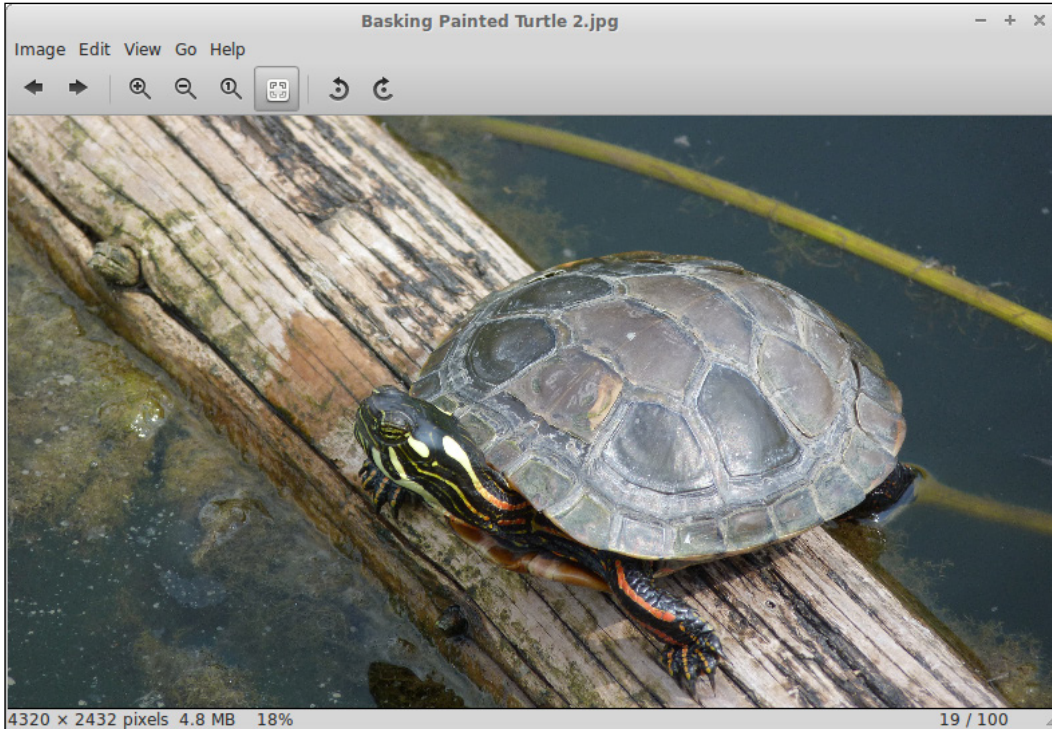 Basking Painted Turtle 2.jpg
Image Edit View Go Help
4320 × 2432 pixels 4.8 MB 18% 19 / 100